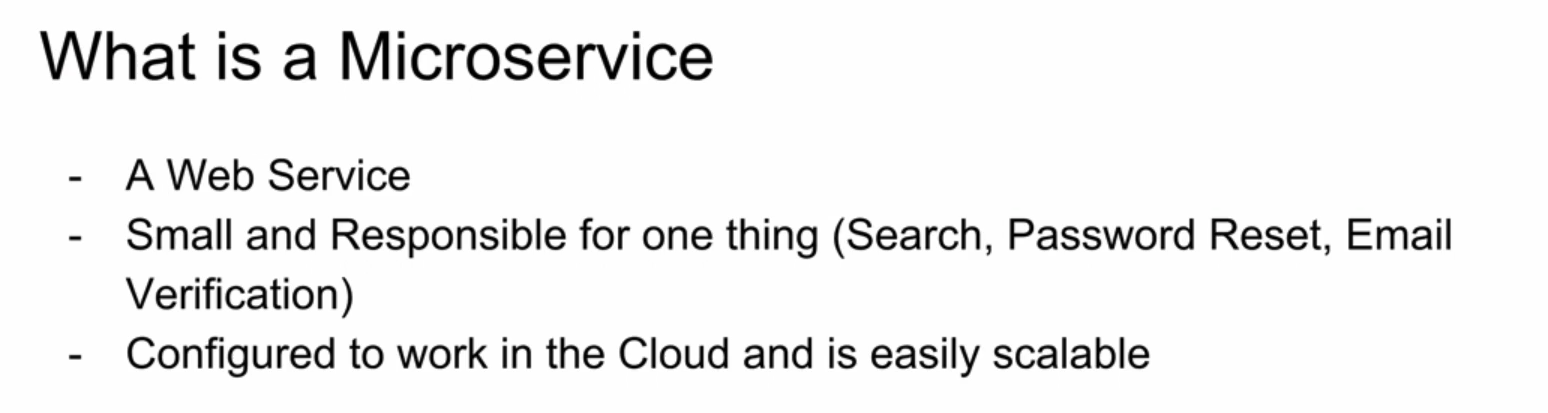 What is a Microservice
- A Web Service
- Small and Responsible for one thing (Search, Password Reset, Email
Verification)
- Configured to work in the Cloud and is easily scalable